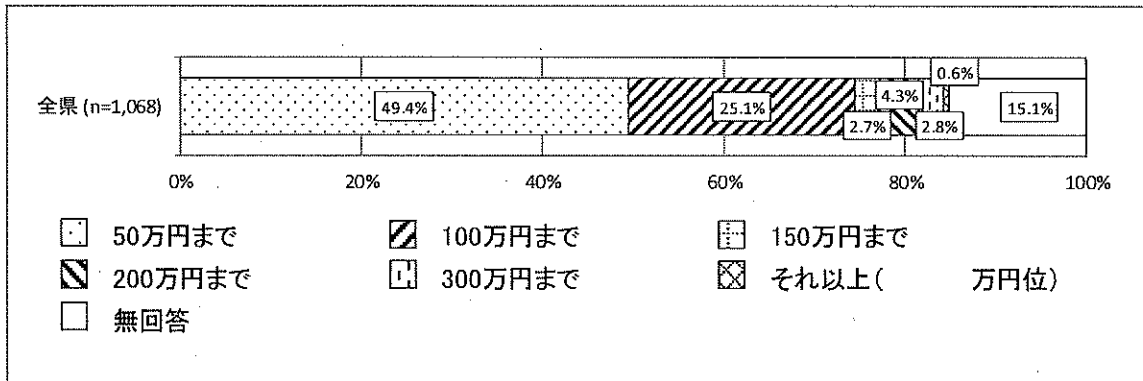 0.6%
全県 (n=1,068)
49.4%
25.1%
4.3%
15.1%
2.7%
2.8%
0% 20% 40% 60% 80% 100%
50万円まで 100万円まで 150万円まで
200万円まで 300万円まで それ以上( 万円位)
無回答